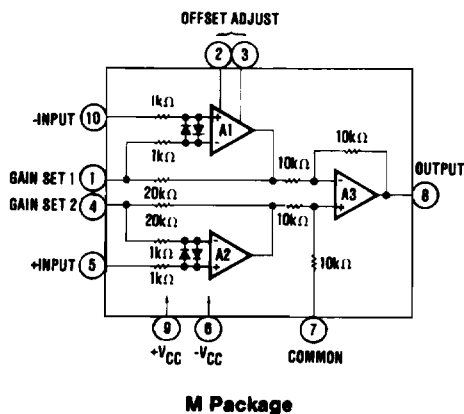 OFFSET ADJUST
2 3
1kΩ
-INPUT 10
+
A1
-
1kΩ
10kΩ
10kΩ
GAIN SET 1 1
20kΩ
-
A3
+
OUTPUT
8
GAIN SET 2 4
20kΩ
10kΩ
-
A2
+
1kΩ
+INPUT 5
1kΩ
10kΩ
9 6 7
+VCC -VCC COMMON
M Package